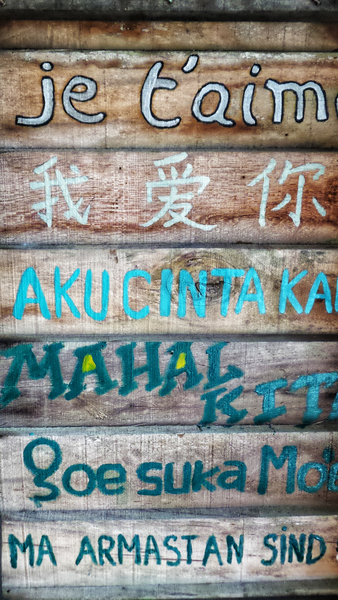 je t'aim
我爱你
AKU CINTA KA
MAHAL
KITA
goe suka Mo
MA ARMASTAN SIND